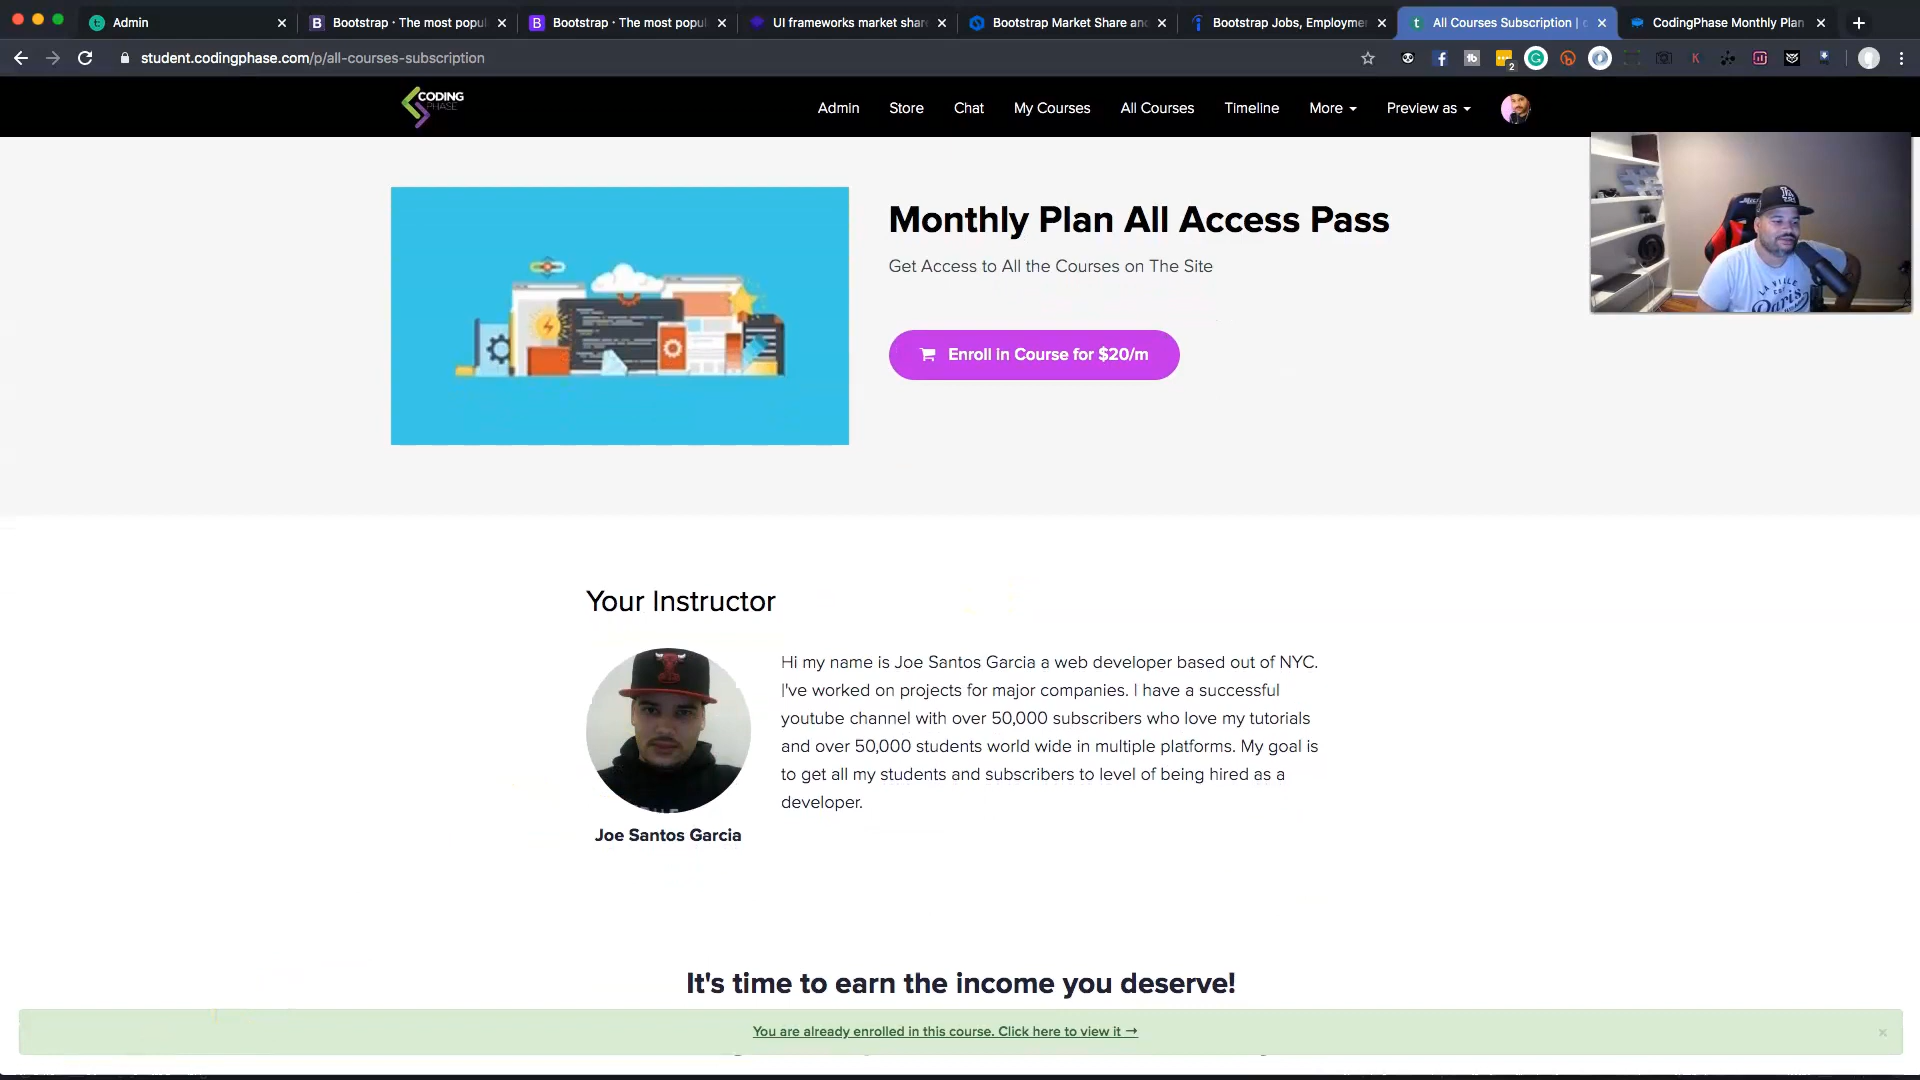 Admin
Bootstrap · The most popul
Bootstrap · The most popul
UI frameworks market share
Bootstrap Market Share and
Bootstrap Jobs, Employme
All Courses Subscription |
CodingPhase Monthly Plan
student.codingphase.com/p/all-courses-subscription
2
CODING
PHASE
Admin
Store
Chat
My Courses
All Courses
Timeline
More
Preview as
Monthly Plan All Access Pass
Get Access to All the Courses on The Site
Enroll in Course for $20/m
LA VILLE
Paris
Your Instructor
Hi my name is Joe Santos Garcia a web developer based out of NYC.
I've worked on projects for major companies. I have a successful
youtube channel with over 50,000 subscribers who love my tutorials
and over 50,000 students world wide in multiple platforms. My goal is
to get all my students and subscribers to level of being hired as a
developer.
Joe Santos Garcia
It's time to earn the income you deserve!
You are already enrolled in this course. Click here to view it →